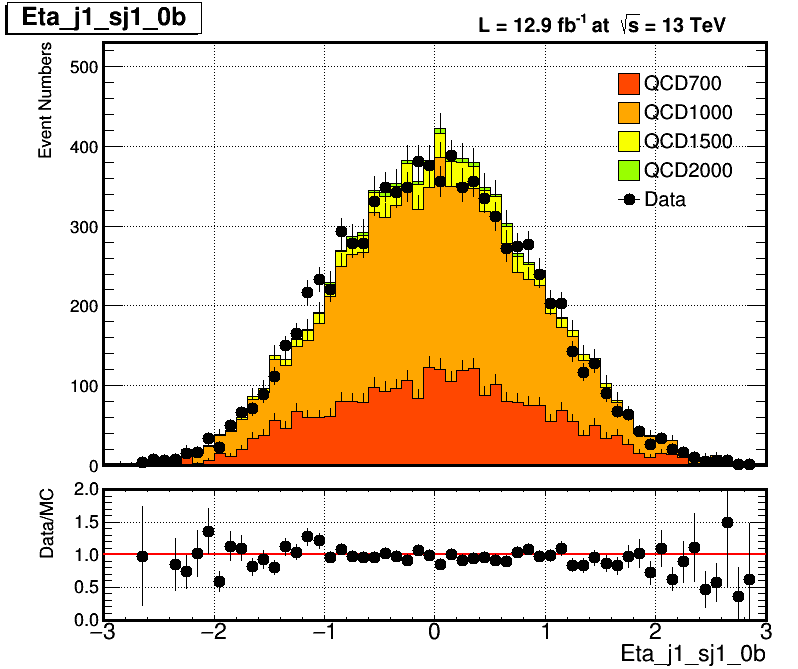 Eta_j1_sj1_0b
L = 12.9 fb⁻¹ at √s = 13 TeV
Event Numbers
500
400
300
200
100
0
QCD700
QCD1000
QCD1500
QCD2000
Data
Data/MC
2.0
1.5
1.0
0.5
0.0
−3 −2 −1 0 1 2 3
Eta_j1_sj1_0b